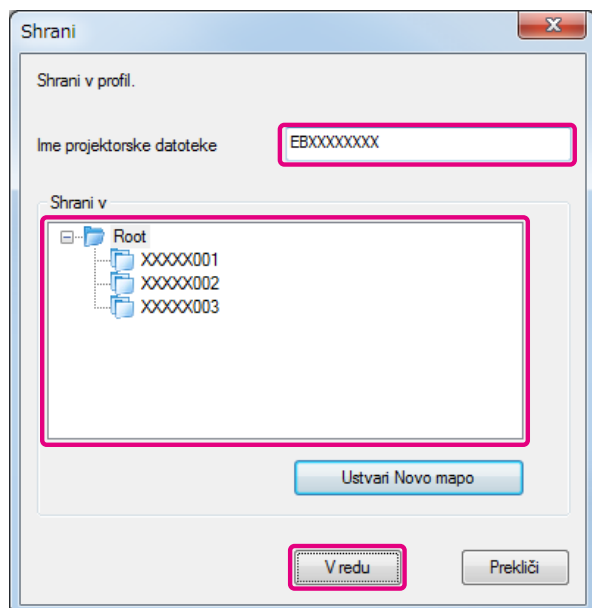 Shrani
Shrani v profil.
Ime projektorske datoteke
EBXXXXXXXX
Shrani v
Root
XXXXX001
XXXXX002
XXXXX003
Ustvari Novo mapo
V redu
Prekliči